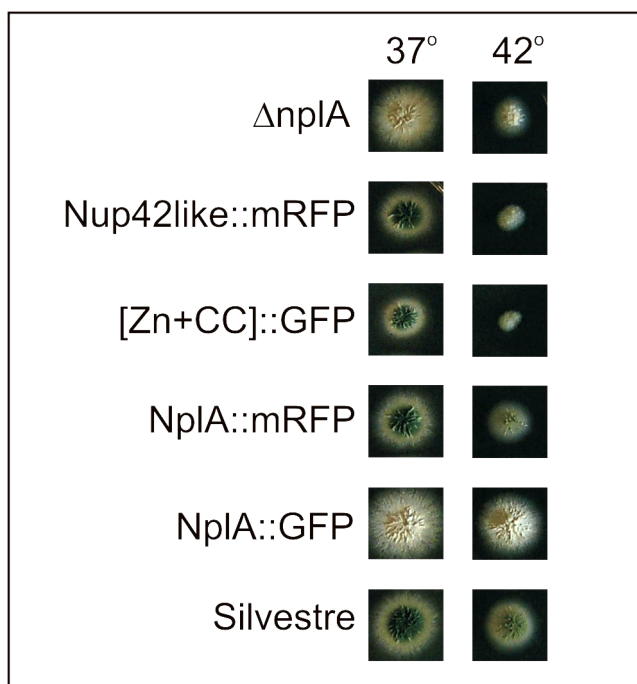 37° 42°
ΔnplA
Nup42like::mRFP
[Zn+CC]::GFP
NplA::mRFP
NplA::GFP
Silvestre